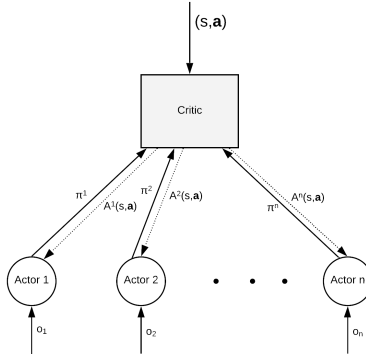 (s,a)
Critic
π¹
A¹(s,a)
π²
A²(s,a)
πⁿ
Aⁿ(s,a)
Actor 1
Actor 2
Actor n
o₁
o₂
oₙ